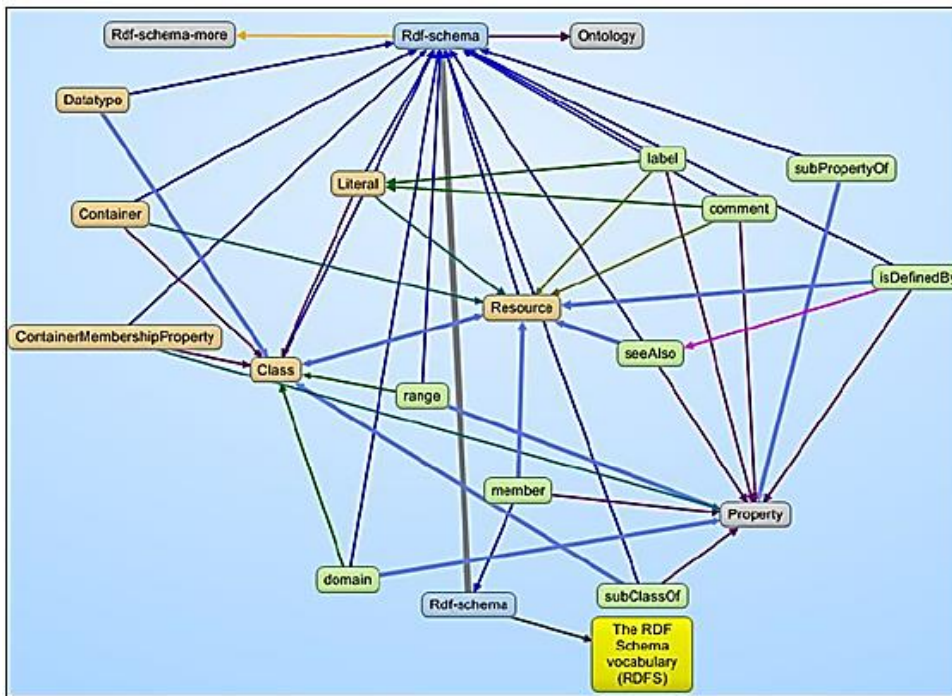 Rdf-schema-more
Rdf-schema
Ontology
Datatype
label
subPropertyOf
Literal
Container
comment
isDefinedBy
Resource
ContainerMembershipProperty
seeAlso
Class
range
member
Property
domain
Rdf-schema
subClassOf
The RDF
Schema
vocabulary
(RDFS)